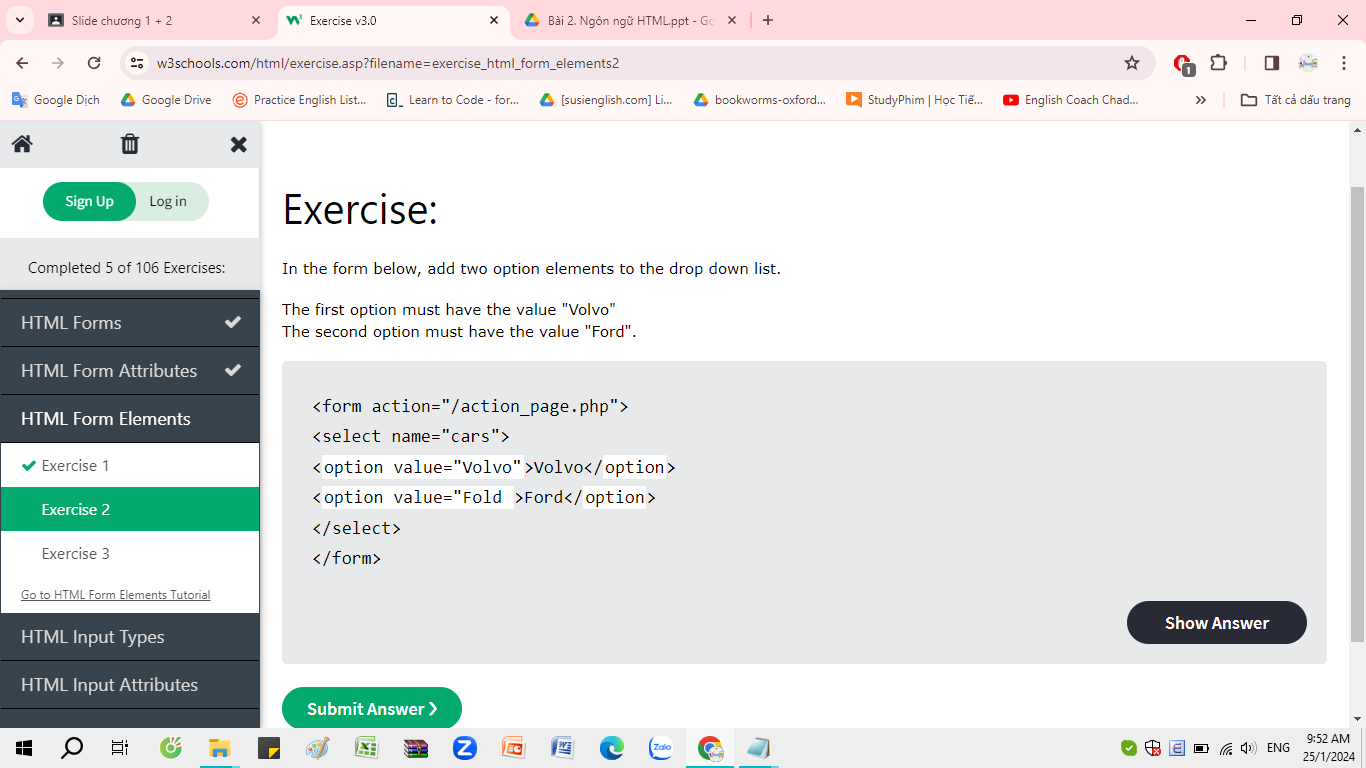 Slide chương 1 + 2
Exercise v3.0
Bài 2. Ngôn ngữ HTML.ppt - Go
w3schools.com/html/exercise.asp?filename=exercise_html_form_elements2
1
Google Dịch
Google Drive
Practice English List...
Learn to Code - for...
[susienglish.com] Li...
bookworms-oxford...
StudyPhim | Học Tiế...
English Coach Chad...
Tất cả dấu trang
Sign Up
Log in
Completed 5 of 106 Exercises:
HTML Forms
HTML Form Attributes
HTML Form Elements
Exercise 1
Exercise 2
Exercise 3
Go to HTML Form Elements Tutorial
HTML Input Types
HTML Input Attributes
Exercise:
In the form below, add two option elements to the drop down list.
The first option must have the value "Volvo"
The second option must have the value "Ford".
<form action="/action_page.php">
<select name="cars">
<option value="Volvo">Volvo</option>
<option value="Fold >Ford</option>
</select>
</form>
Show Answer
Submit Answer ❯
Zalo
ENG
9:52 AM
25/1/2024